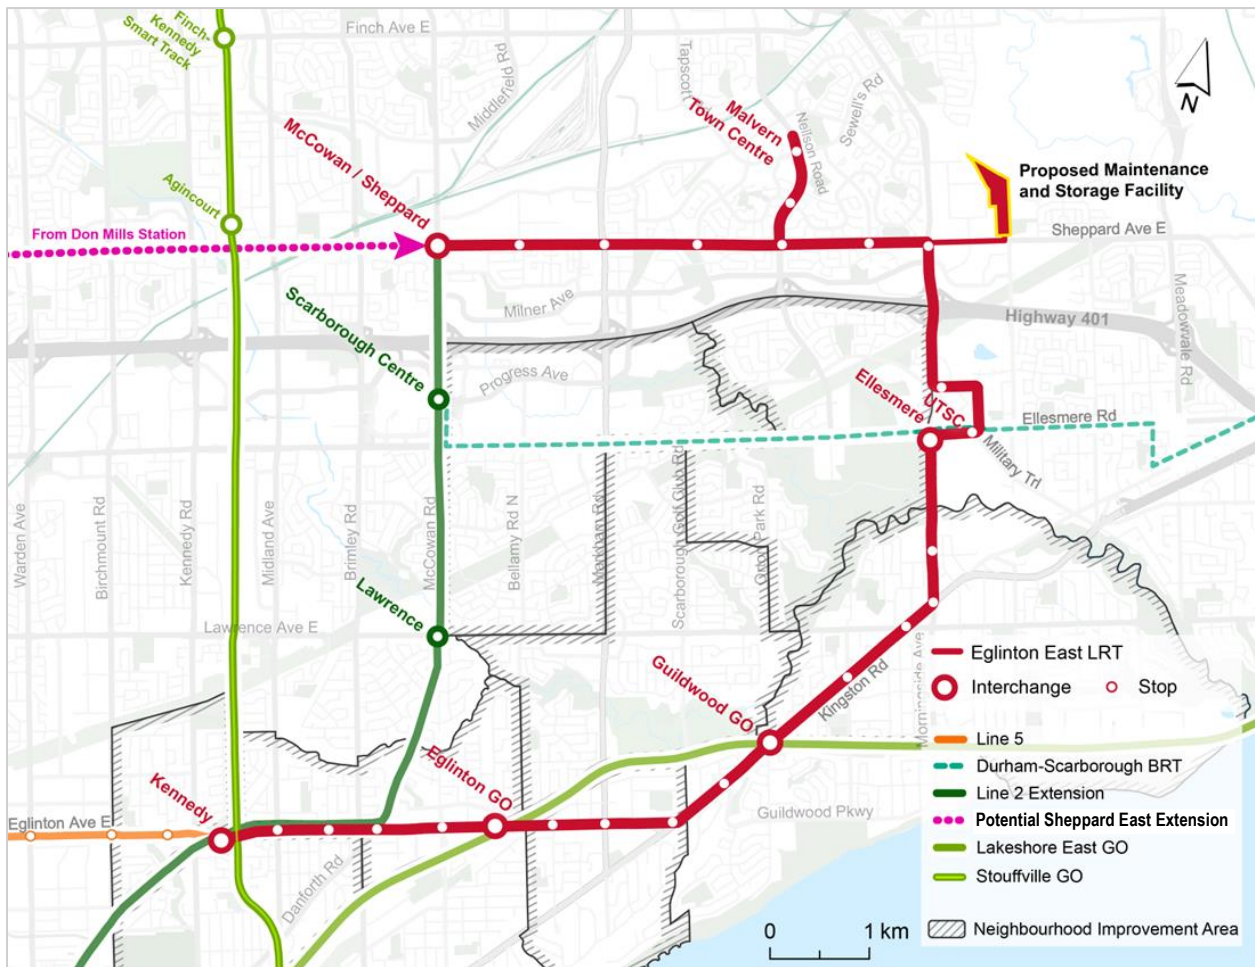 Finch-
Kennedy
Smart Track
Finch Ave E
Middlefield Rd
Tapscott
Sewell's Rd
Neilson Road
Malvern
Town Centre
N
McCowan / Sheppard
Agincourt
Proposed Maintenance
and Storage Facility
From Don Mills Station
Sheppard Ave E
Milner Ave
Meadowvale Rd
Highway 401
Scarborough Centre
Progress Ave
Ellesmere
UTSC
Ellesmere Rd
Military Trl
Warden Ave
Birchmount Rd
Kennedy Rd
Midland Ave
Brimley Rd
McCowan Rd
Bellamy Rd N
Markham Rd
Scarborough Golf Club Rd
Orton Park Rd
Lawrence
Lawrence Ave E
Guildwood GO
Kingston Rd
Morningside Ave
Eglinton GO
Kennedy
Eglinton Ave E
Danforth Rd
Guildwood Pkwy
0 1 km
Eglinton East LRT
Interchange Stop
Line 5
Durham-Scarborough BRT
Line 2 Extension
Potential Sheppard East Extension
Lakeshore East GO
Stouffville GO
Neighbourhood Improvement Area